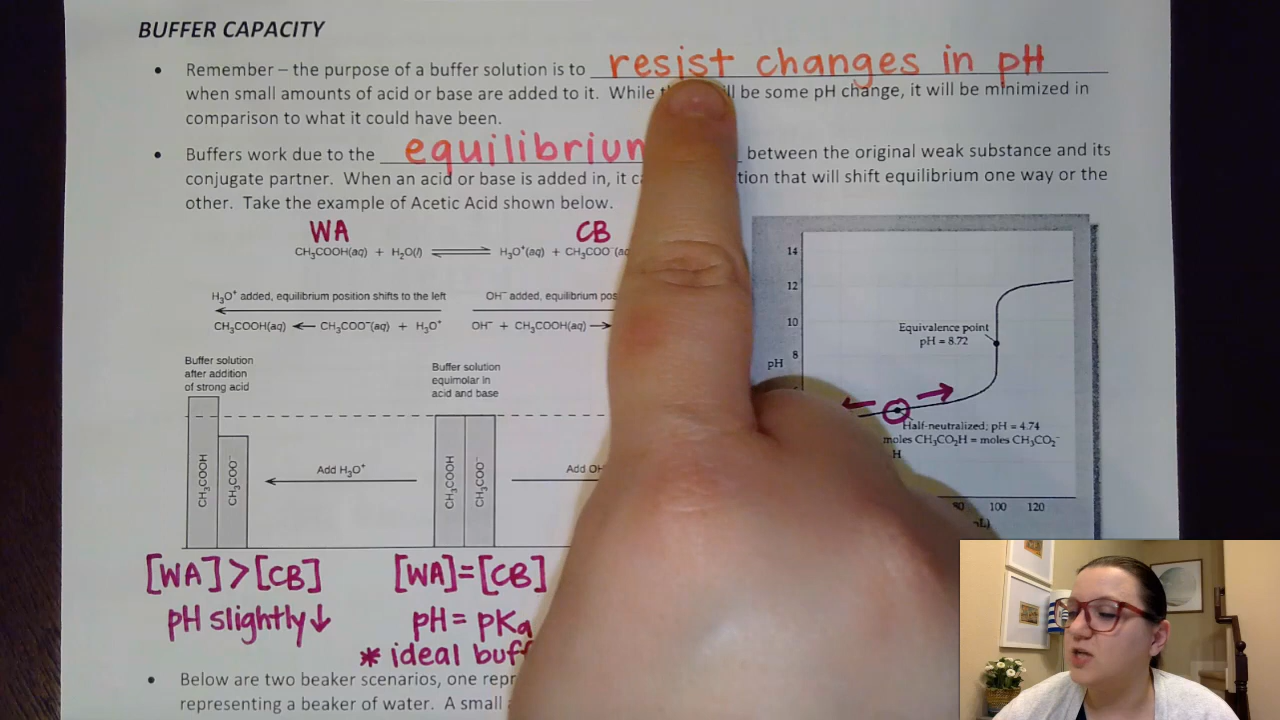 BUFFER CAPACITY
• Remember – the purpose of a buffer solution is to resist changes in pH
when small amounts of acid or base are added to it. While be some pH change, it will be minimized in
comparison to what it could have been.
• Buffers work due to the between the original weak substance and its
conjugate partner. When an acid or base is added in, it that will shift equilibrium one way or the
other. Take the example of Acetic Acid shown below.
WA CB
CH₃COOH(aq) + H₂O(l) ⇌ H₃O⁺(aq) + CH₃COO⁻
H₃O⁺ added, equilibrium position shifts to the left
CH₃COOH(aq) ← CH₃COO⁻(aq) + H₃O⁺
OH⁻ added, equilibrium
OH⁻ + CH₃COOH(aq) →
Buffer solution
after addition
of strong acid
CH₃COOH
CH₃COO⁻
Add H₃O⁺
Buffer solution
equimolar in
acid and base
CH₃COOH
CH₃COO⁻
Add
[WA] > [CB]
pH slightly ↓
[WA] = [CB]
pH = pKa
* ideal
14
12
10
8
pH
Equivalence point
pH = 8.72
Half-neutralized; pH = 4.74
moles CH₃CO₂H = moles CH₃CO₂⁻
H
100 120
• Below are two beaker scenarios, one
representing a beaker of water. A small